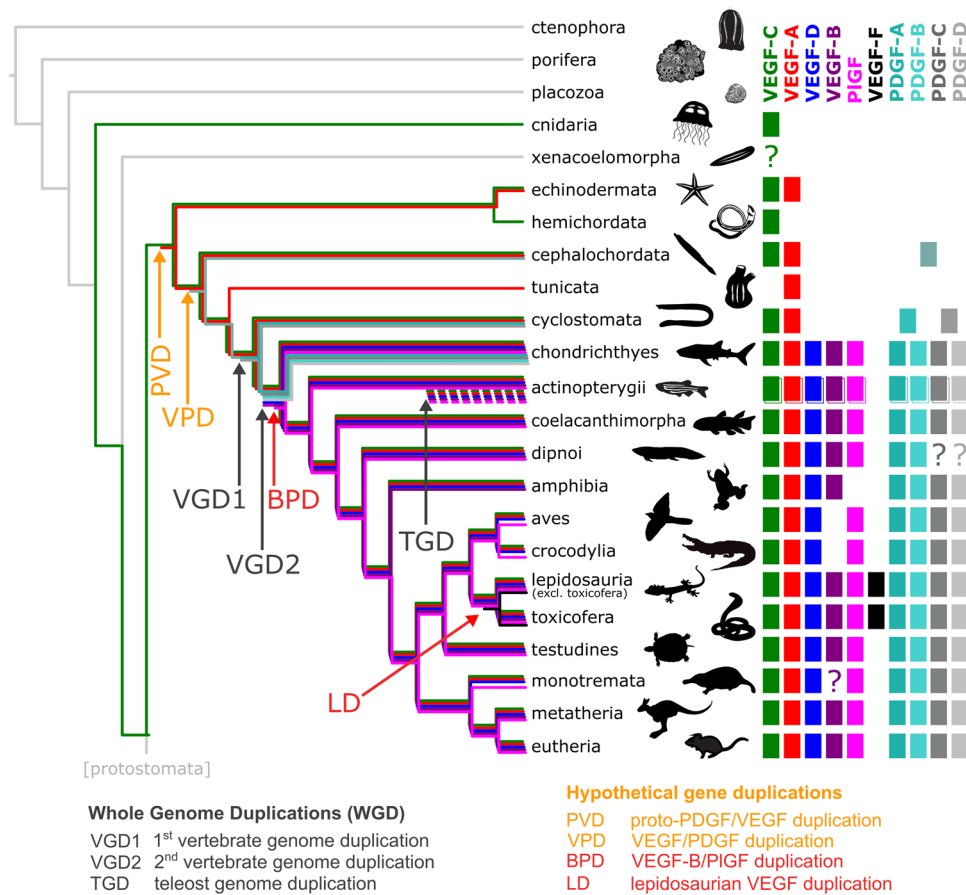 ctenophora
porifera
placozoa
cnidaria
xenacoelomorpha
echinodermata
hemichordata
cephalochordata
tunicata
cyclostomata
chondrichthyes
actinopterygii
coelacanthimorpha
dipnoi
amphibia
aves
crocodylia
lepidosauria
(excl. toxicofera)
toxicofera
testudines
monotremata
metatheria
eutheria
VEGF-C
VEGF-A
VEGF-D
VEGF-B
PlGF
VEGF-F
PDGF-A
PDGF-B
PDGF-C
PDGF-D
?
? ?
?
PVD
VPD
VGD1
VGD2
BPD
TGD
LD
[protostomata]
Whole Genome Duplications (WGD)
VGD1 1st vertebrate genome duplication
VGD2 2nd vertebrate genome duplication
TGD teleost genome duplication
Hypothetical gene duplications
PVD proto-PDGF/VEGF duplication
VPD VEGF/PDGF duplication
BPD VEGF-B/PlGF duplication
LD lepidosaurian VEGF duplication